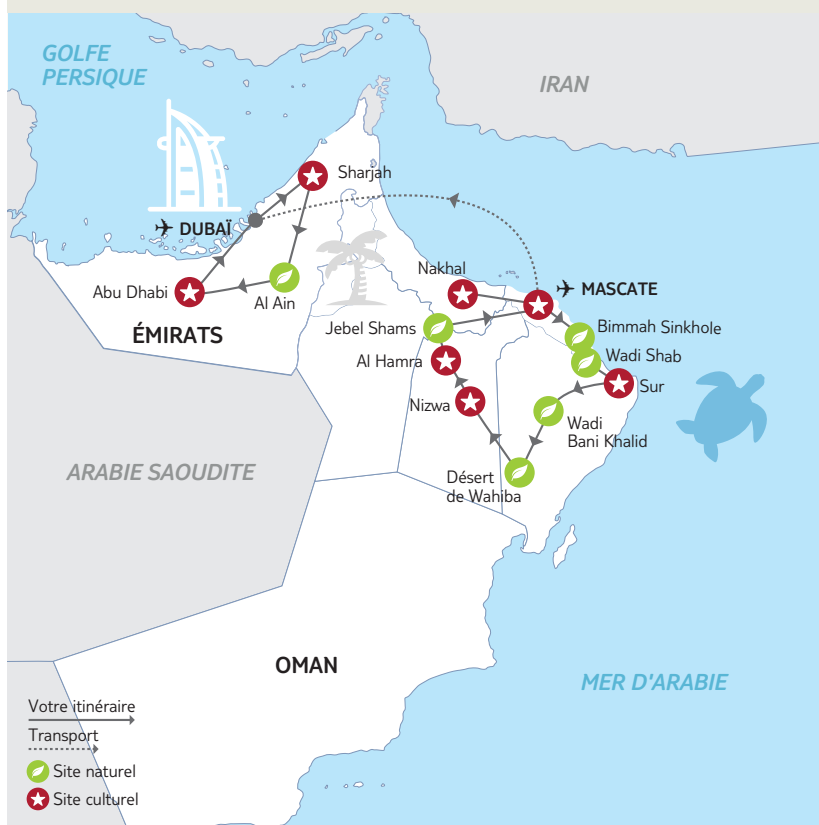 GOLFE
PERSIQUE
IRAN
Sharjah
DUBAÏ
Abu Dhabi
Al Ain
ÉMIRATS
Nakhal
MASCATE
Jebel Shams
Bimmah Sinkhole
Wadi Shab
Al Hamra
Sur
Nizwa
Wadi
Bani Khalid
Désert
de Wahiba
ARABIE SAOUDITE
OMAN
MER D'ARABIE
Votre itinéraire
Transport
Site naturel
Site culturel